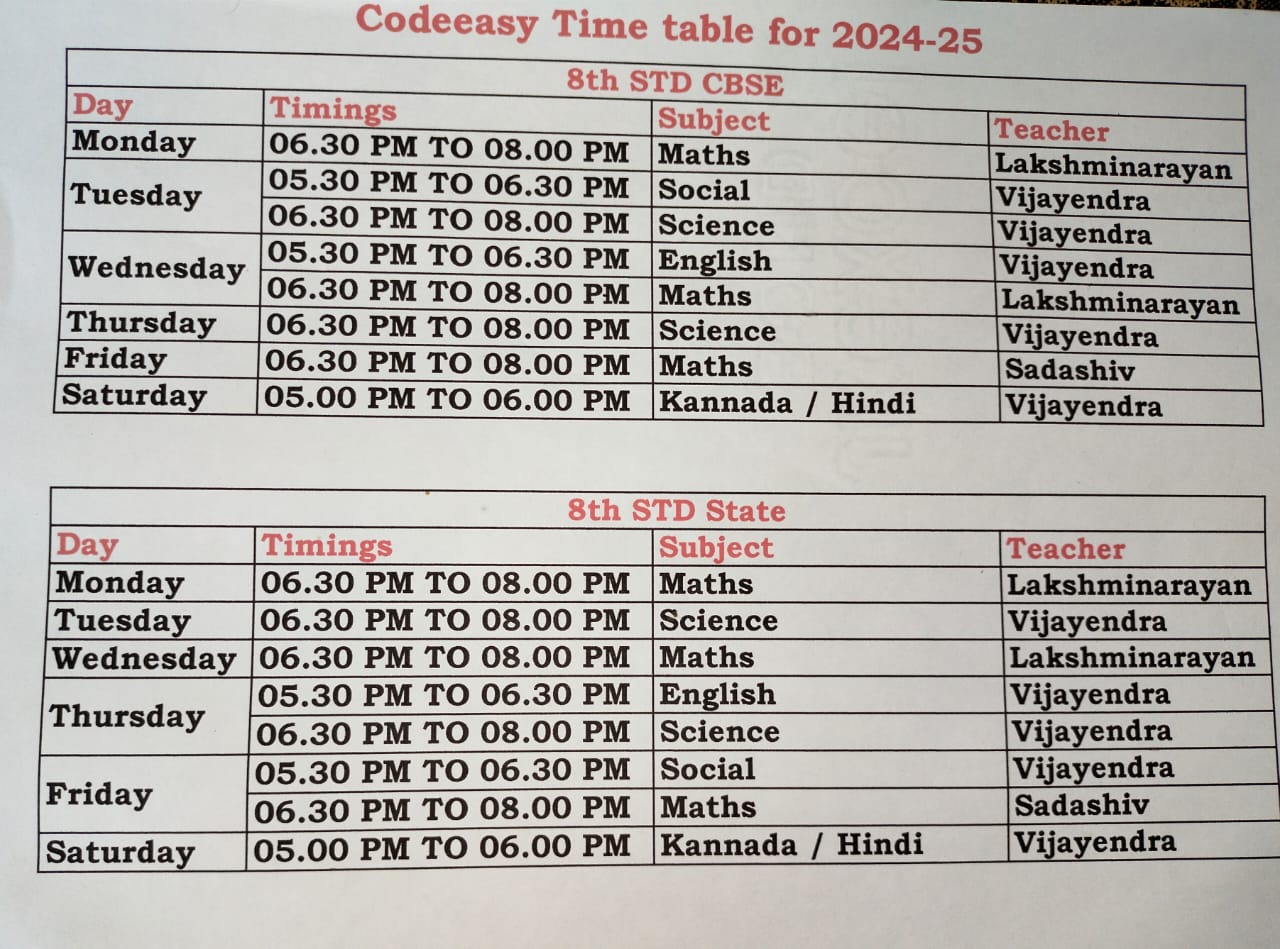 Codeeasy Time table for 2024-25
8th STD CBSE
Day Timings Subject Teacher
Monday 06.30 PM TO 08.00 PM Maths Lakshminarayan
Tuesday 05.30 PM TO 06.30 PM Social Vijayendra
06.30 PM TO 08.00 PM Science Vijayendra
Wednesday 05.30 PM TO 06.30 PM English Vijayendra
06.30 PM TO 08.00 PM Maths Lakshminarayan
Thursday 06.30 PM TO 08.00 PM Science Vijayendra
Friday 06.30 PM TO 08.00 PM Maths Sadashiv
Saturday 05.00 PM TO 06.00 PM Kannada / Hindi Vijayendra
8th STD State
Day Timings Subject Teacher
Monday 06.30 PM TO 08.00 PM Maths Lakshminarayan
Tuesday 06.30 PM TO 08.00 PM Science Vijayendra
Wednesday 06.30 PM TO 08.00 PM Maths Lakshminarayan
Thursday 05.30 PM TO 06.30 PM English Vijayendra
06.30 PM TO 08.00 PM Science Vijayendra
Friday 05.30 PM TO 06.30 PM Social Vijayendra
06.30 PM TO 08.00 PM Maths Sadashiv
Saturday 05.00 PM TO 06.00 PM Kannada / Hindi Vijayendra